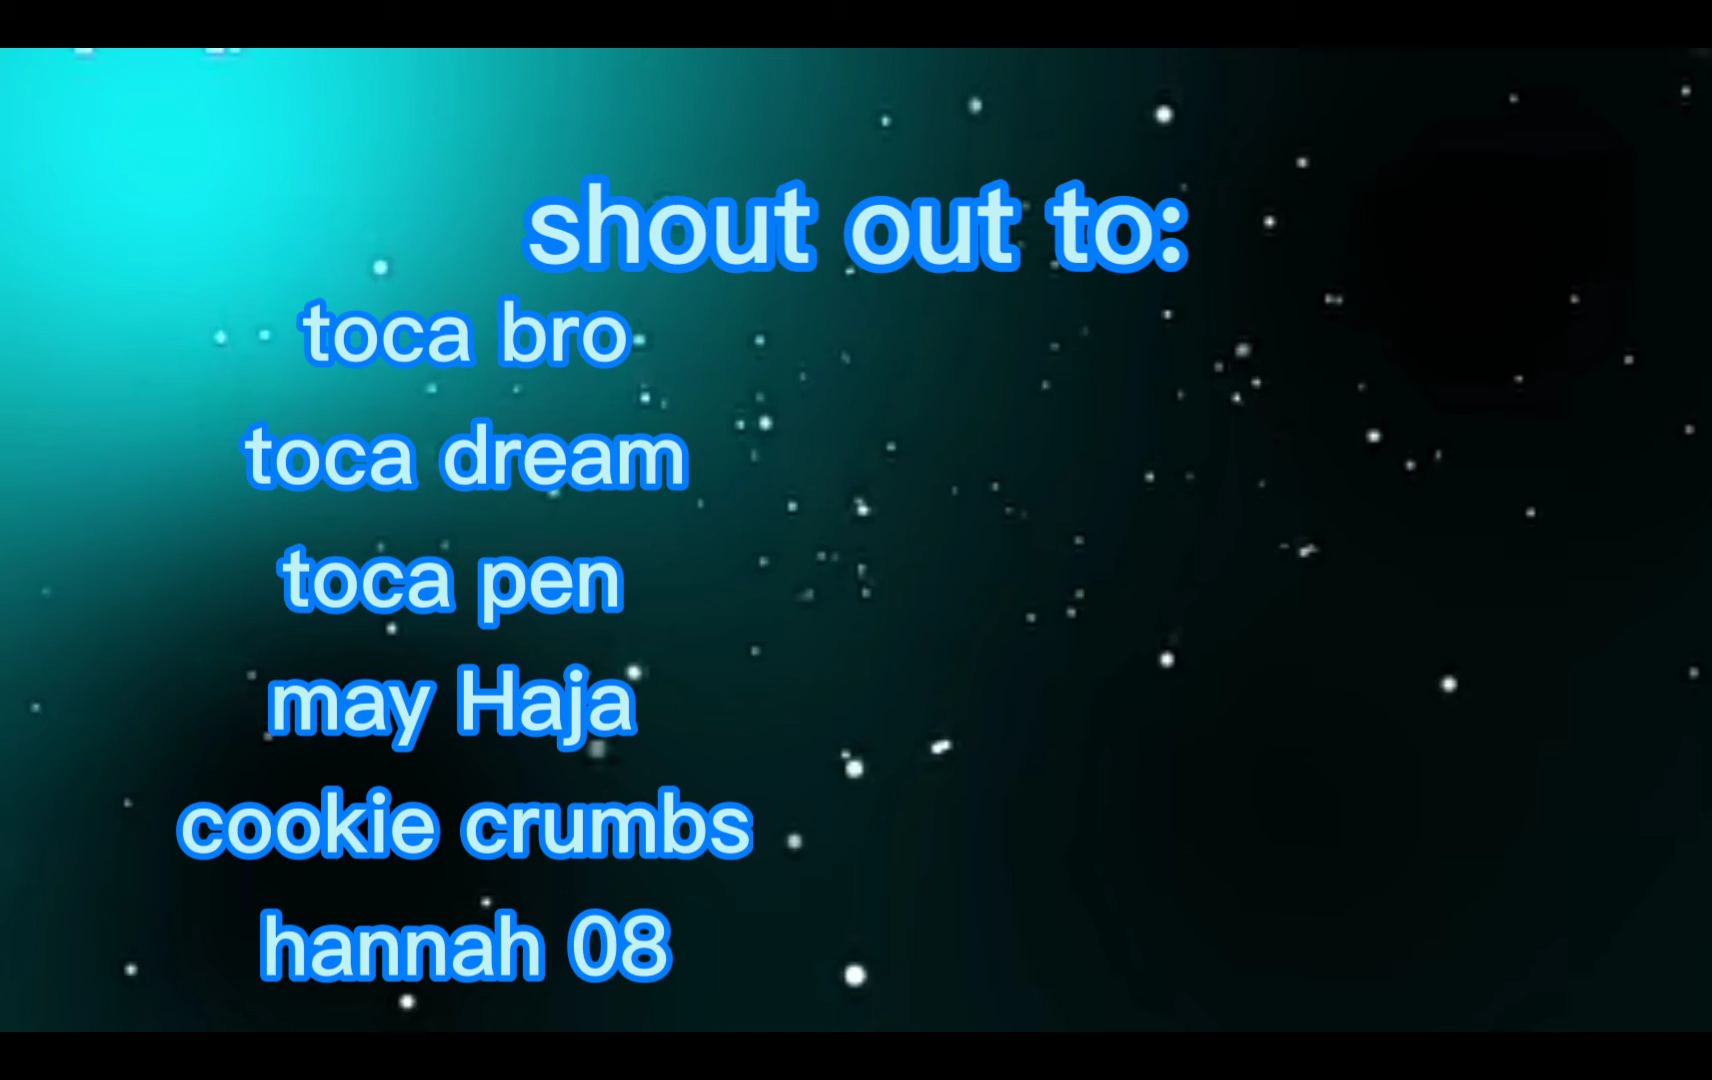 shout out to:
toca bro
toca dream
toca pen
may Haja
cookie crumbs
hannah 08